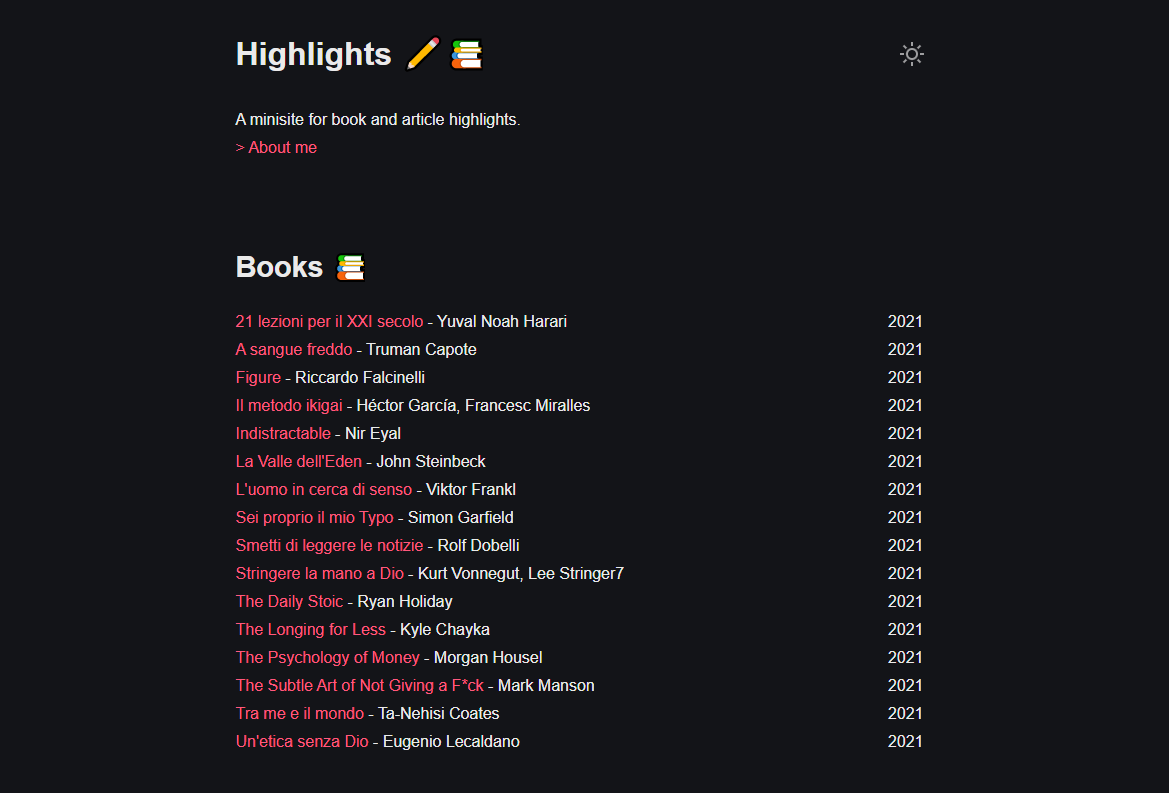 Highlights ✏️ 📚
A minisite for book and article highlights.
> About me
Books 📚
21 lezioni per il XXI secolo - Yuval Noah Harari 2021
A sangue freddo - Truman Capote 2021
Figure - Riccardo Falcinelli 2021
Il metodo ikigai - Héctor García, Francesc Miralles 2021
Indistractable - Nir Eyal 2021
La Valle dell'Eden - John Steinbeck 2021
L'uomo in cerca di senso - Viktor Frankl 2021
Sei proprio il mio Typo - Simon Garfield 2021
Smetti di leggere le notizie - Rolf Dobelli 2021
Stringere la mano a Dio - Kurt Vonnegut, Lee Stringer7 2021
The Daily Stoic - Ryan Holiday 2021
The Longing for Less - Kyle Chayka 2021
The Psychology of Money - Morgan Housel 2021
The Subtle Art of Not Giving a F*ck - Mark Manson 2021
Tra me e il mondo - Ta-Nehisi Coates 2021
Un'etica senza Dio - Eugenio Lecaldano 2021